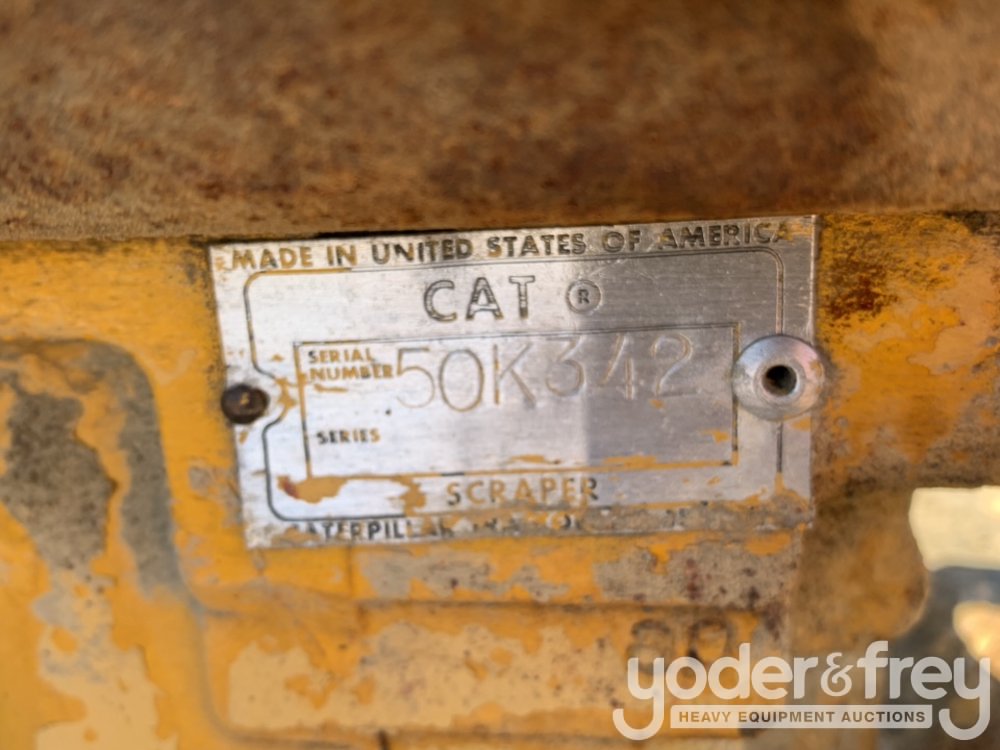 MADE IN UNITED STATES OF AMERICA
CAT ®
SERIAL
NUMBER 50K342
SERIES
SCRAPER
yoder&frey
HEAVY EQUIPMENT AUCTIONS